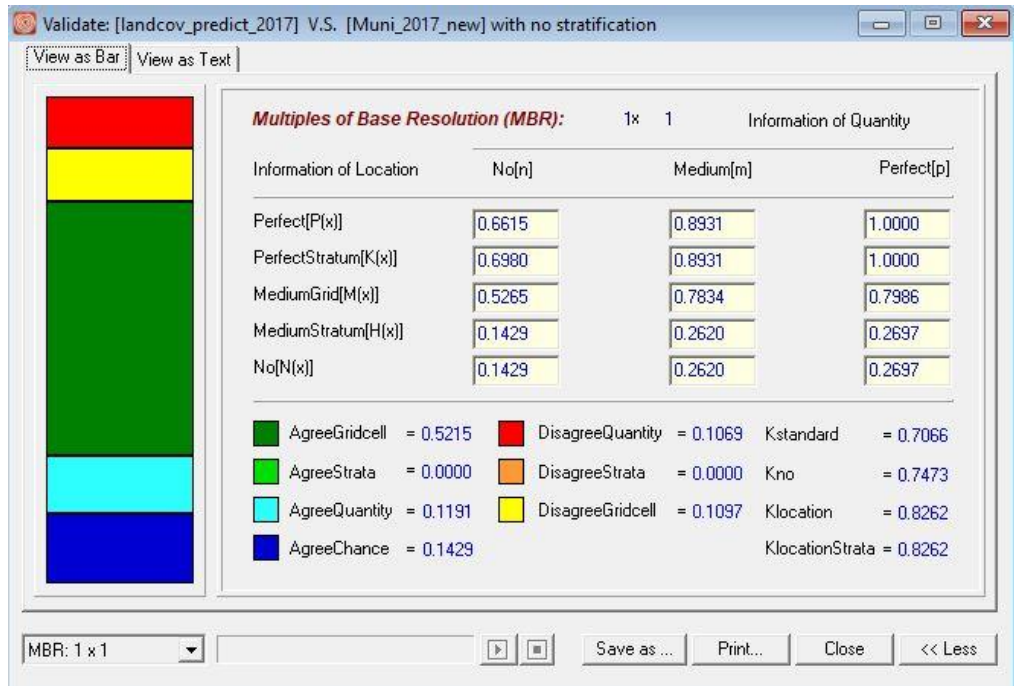 Validate: [landcov_predict_2017] V.S. [Muni_2017_new] with no stratification
View as Bar View as Text
Multiples of Base Resolution (MBR): 1x 1 Information of Quantity
Information of Location No[n] Medium[m] Perfect[p]
Perfect[P(x)] 0.6615 0.8931 1.0000
PerfectStratum[K(x)] 0.6980 0.8931 1.0000
MediumGrid[M(x)] 0.5265 0.7834 0.7986
MediumStratum[H(x)] 0.1429 0.2620 0.2697
No[N(x)] 0.1429 0.2620 0.2697
AgreeGridcell = 0.5215 DisagreeQuantity = 0.1069 Kstandard = 0.7066
AgreeStrata = 0.0000 DisagreeStrata = 0.0000 Kno = 0.7473
AgreeQuantity = 0.1191 DisagreeGridcell = 0.1097 Klocation = 0.8262
AgreeChance = 0.1429 KlocationStrata = 0.8262
MBR: 1 x 1 Save as ... Print... Close << Less